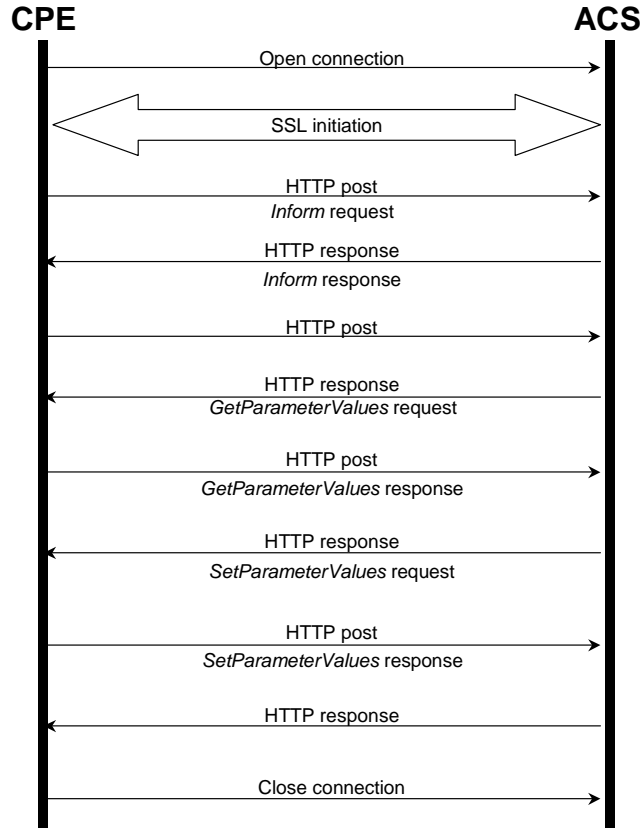 CPE ACS
Open connection
SSL initiation
HTTP post
Inform request
HTTP response
Inform response
HTTP post
HTTP response
GetParameterValues request
HTTP post
GetParameterValues response
HTTP response
SetParameterValues request
HTTP post
SetParameterValues response
HTTP response
Close connection